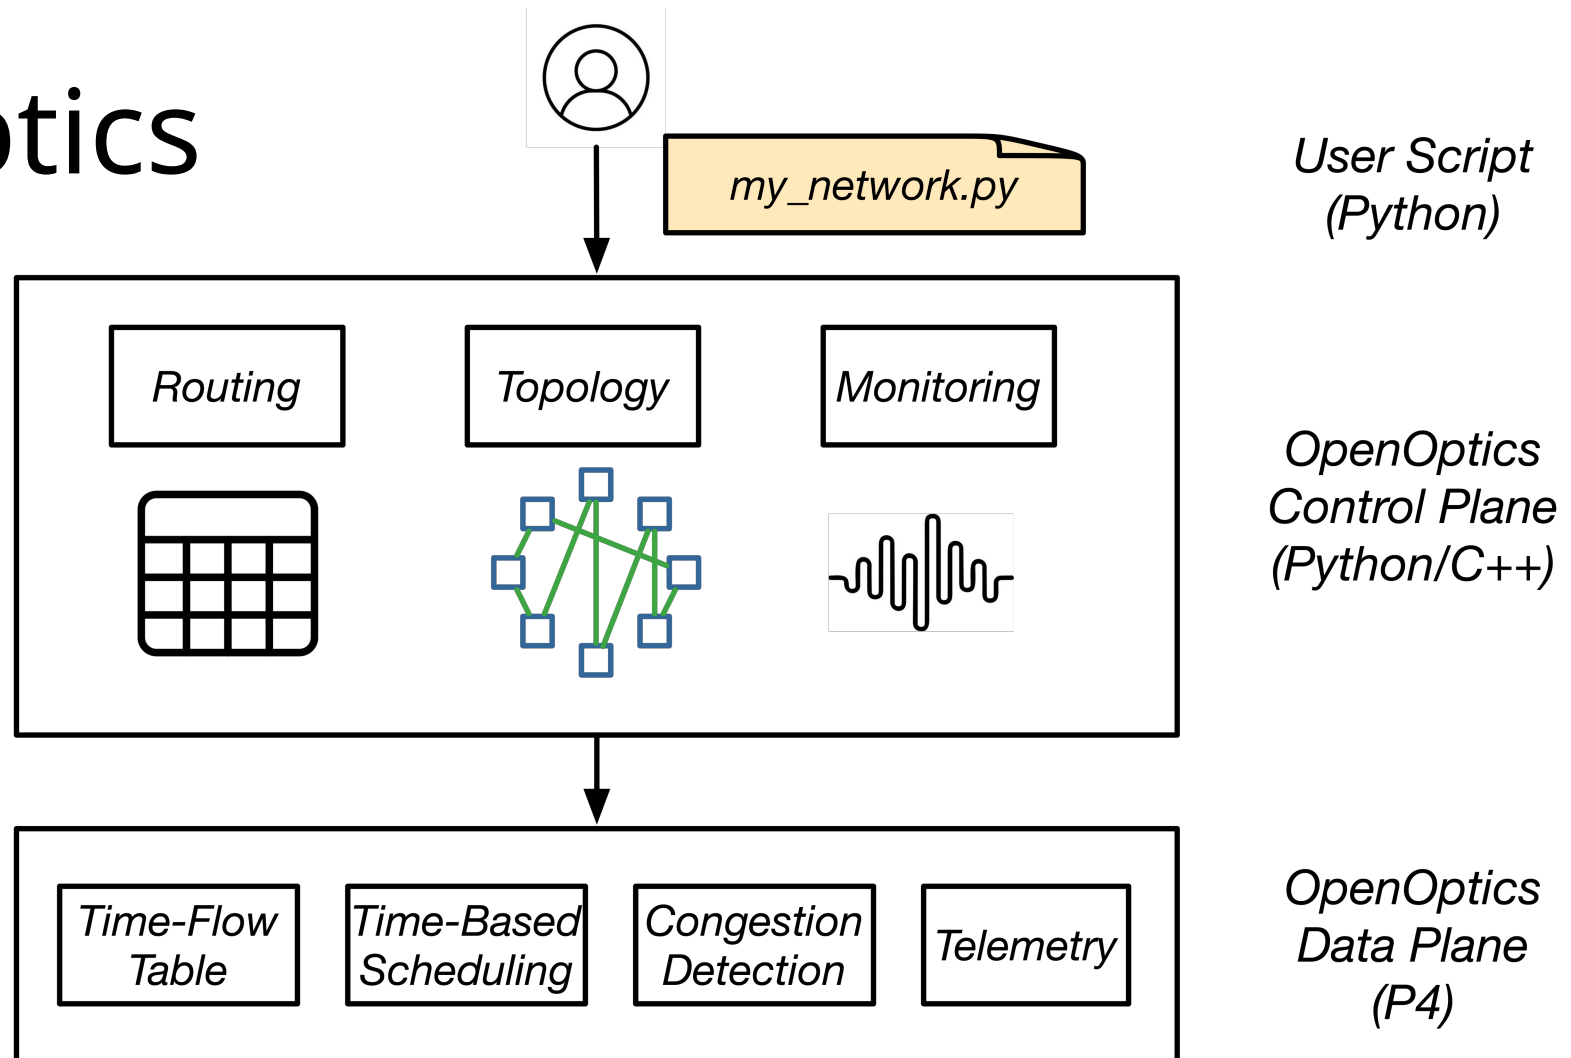 ptics
my_network.py
User Script
(Python)
Routing
Topology
Monitoring
OpenOptics
Control Plane
(Python/C++)
Time-Flow
Table
Time-Based
Scheduling
Congestion
Detection
Telemetry
OpenOptics
Data Plane
(P4)